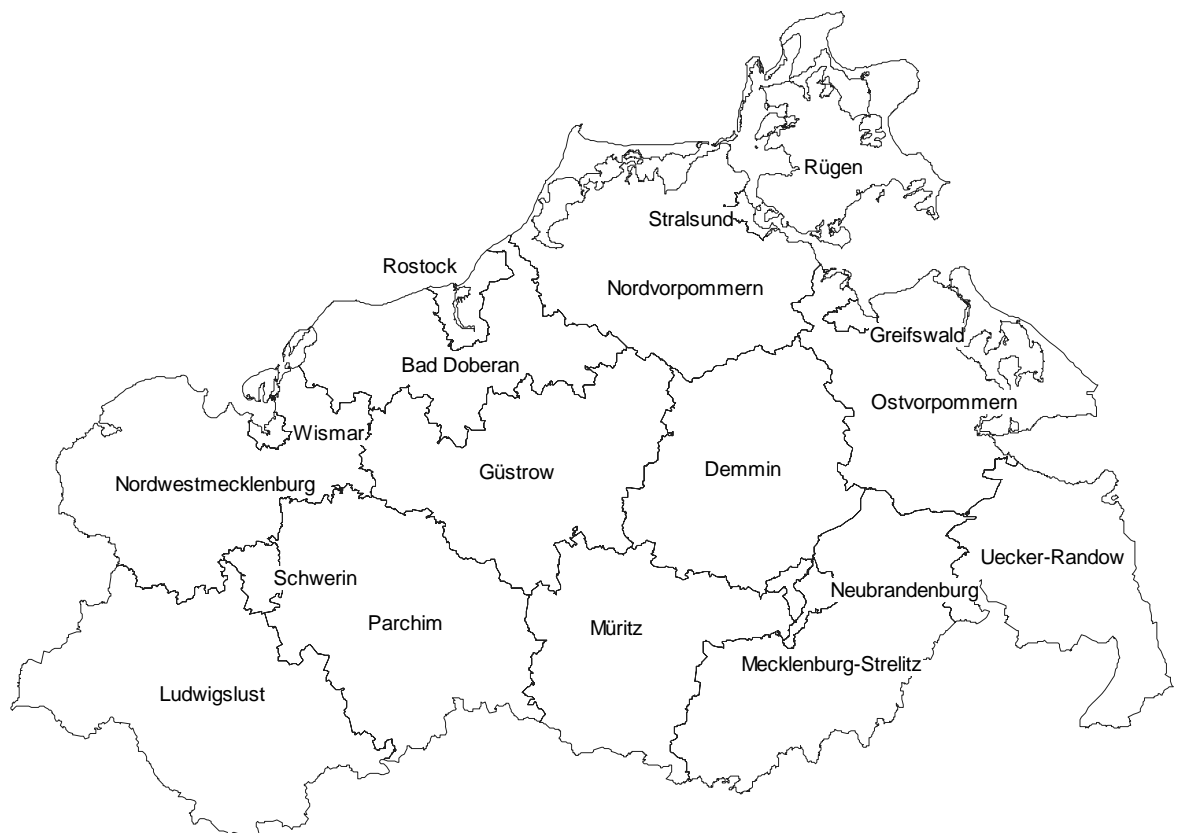 Rügen
Stralsund
Rostock
Nordvorpommern
Greifswald
Bad Doberan
Ostvorpommern
Wismar
Güstrow
Demmin
Nordwestmecklenburg
Uecker-Randow
Schwerin
Neubrandenburg
Parchim
Müritz
Mecklenburg-Strelitz
Ludwigslust